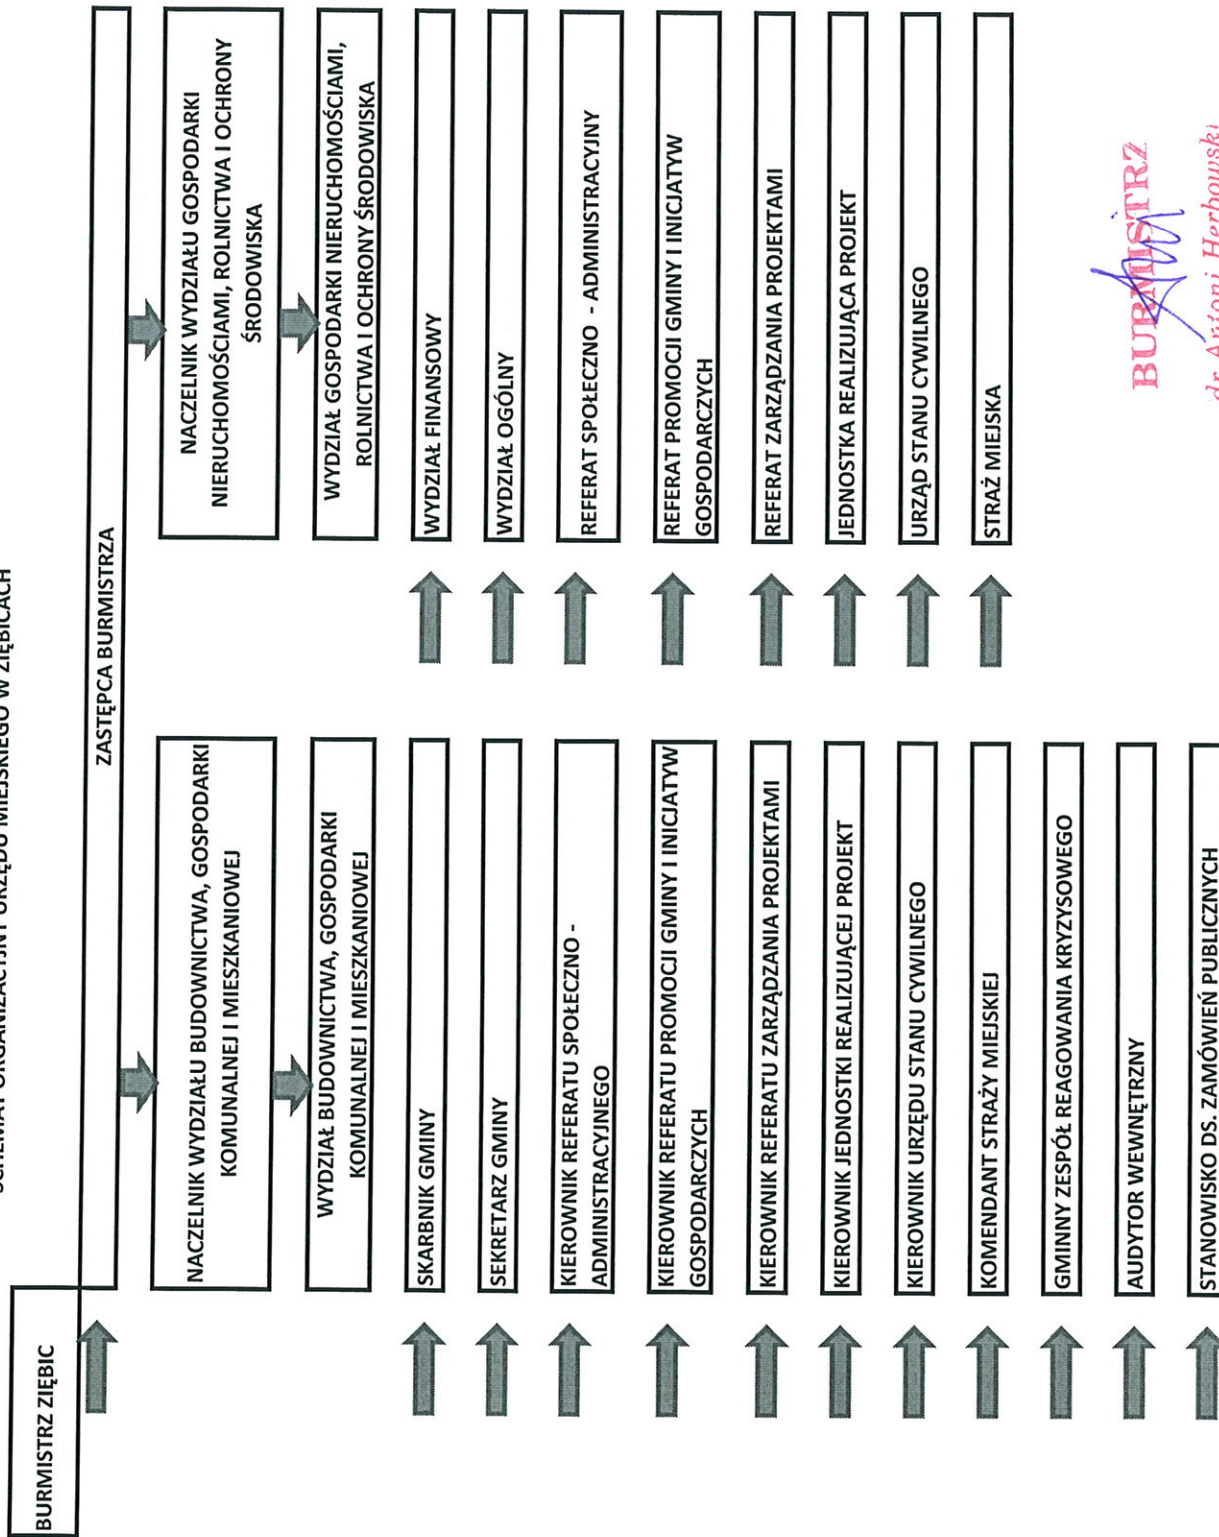 SCHEMAT ORGANIZACYJNY URZĘDU MIEJSKIEGO W ZIĘBICACH
BURMISTRZ ZIĘBIC
ZASTĘPCA BURMISTRZA
NACZELNIK WYDZIAŁU BUDOWNICTWA, GOSPODARKI
KOMUNALNEJ I MIESZKANIOWEJ
NACZELNIK WYDZIAŁU GOSPODARKI
NIERUCHOMOŚCIAMI, ROLNICTWA I OCHRONY
ŚRODOWISKA
WYDZIAŁ BUDOWNICTWA, GOSPODARKI
KOMUNALNEJ I MIESZKANIOWEJ
WYDZIAŁ GOSPODARKI NIERUCHOMOŚCIAMI,
ROLNICTWA I OCHRONY ŚRODOWISKA
SKARBNIK GMINY
WYDZIAŁ FINANSOWY
SEKRETARZ GMINY
WYDZIAŁ OGÓLNY
KIEROWNIK REFERATU SPOŁECZNO -
ADMINISTRACYJNEGO
REFERAT SPOŁECZNO - ADMINISTRACYJNY
KIEROWNIK REFERATU PROMOCJI GMINY I INICJATYW
GOSPODARCZYCH
REFERAT PROMOCJI GMINY I INICJATYW
GOSPODARCZYCH
KIEROWNIK REFERATU ZARZĄDZANIA PROJEKTAMI
REFERAT ZARZĄDZANIA PROJEKTAMI
KIEROWNIK JEDNOSTKI REALIZUJĄCEJ PROJEKT
JEDNOSTKA REALIZUJĄCA PROJEKT
KIEROWNIK URZĘDU STANU CYWILNEGO
URZĄD STANU CYWILNEGO
KOMENDANT STRAŻY MIEJSKIEJ
STRAŻ MIEJSKA
GMINNY ZESPÓŁ REAGOWANIA KRYZYSOWEGO
AUDYTOR WEWNĘTRZNY
STANOWISKO DS. ZAMÓWIEŃ PUBLICZNYCH
BURMISTRZ
dr Antoni Herbowski